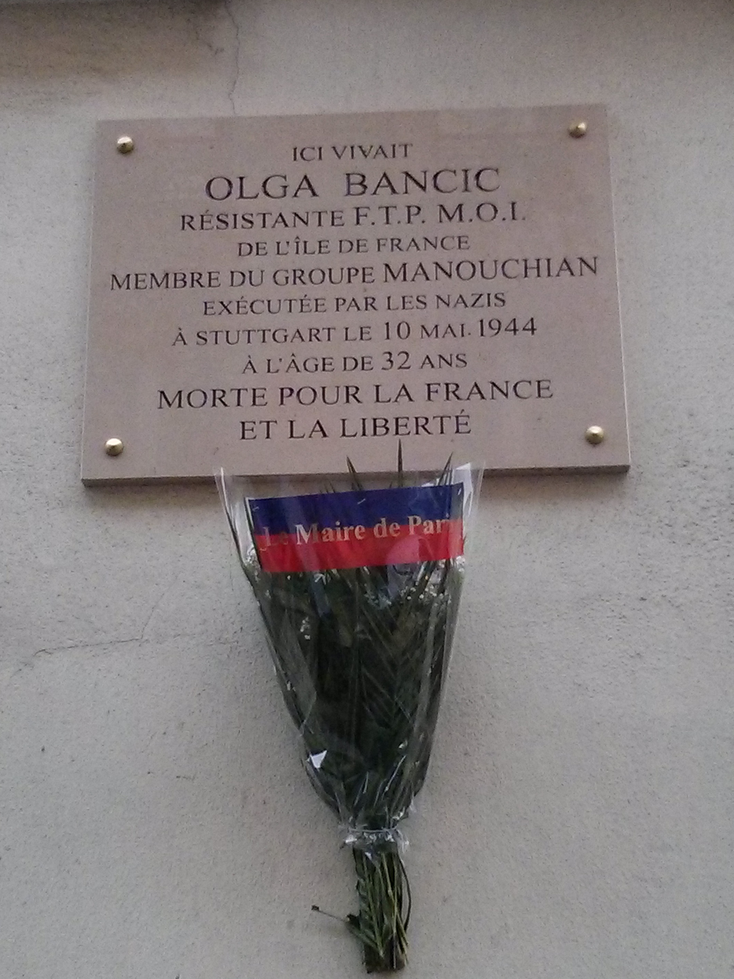 ICI VIVAIT
OLGA BANCIC
RÉSISTANTE F.T.P. M.O.I.
DE L'ÎLE DE FRANCE
MEMBRE DU GROUPE MANOUCHIAN
EXÉCUTÉE PAR LES NAZIS
À STUTTGART LE 10 MAI 1944
À L'ÂGE DE 32 ANS
MORTE POUR LA FRANCE
ET LA LIBERTÉ
Le Maire de Paris